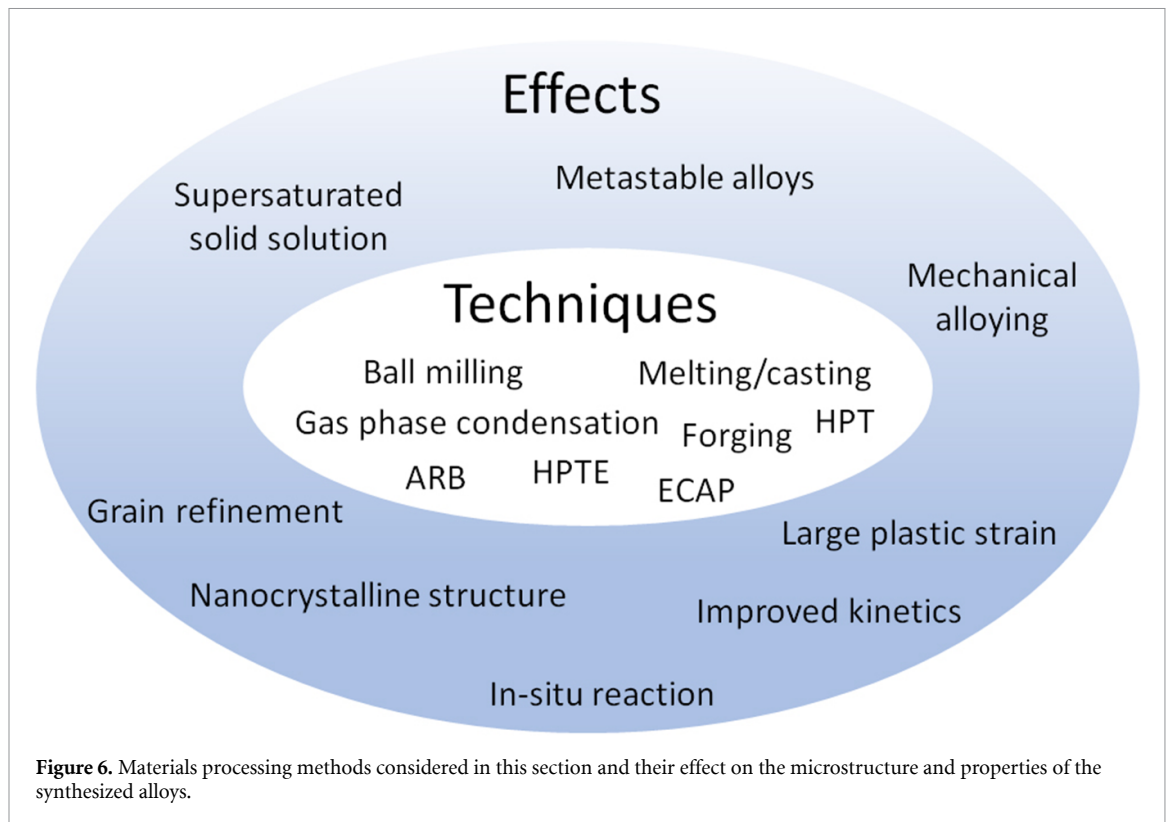 Effects
Metastable alloys
Supersaturated
solid solution
Mechanical
alloying
Techniques
Ball milling
Melting/casting
Gas phase condensation
Forging
HPT
ARB
HPTE
ECAP
Grain refinement
Large plastic strain
Nanocrystalline structure
Improved kinetics
In-situ reaction
Figure 6. Materials processing methods considered in this section and their effect on the microstructure and properties of the
synthesized alloys.